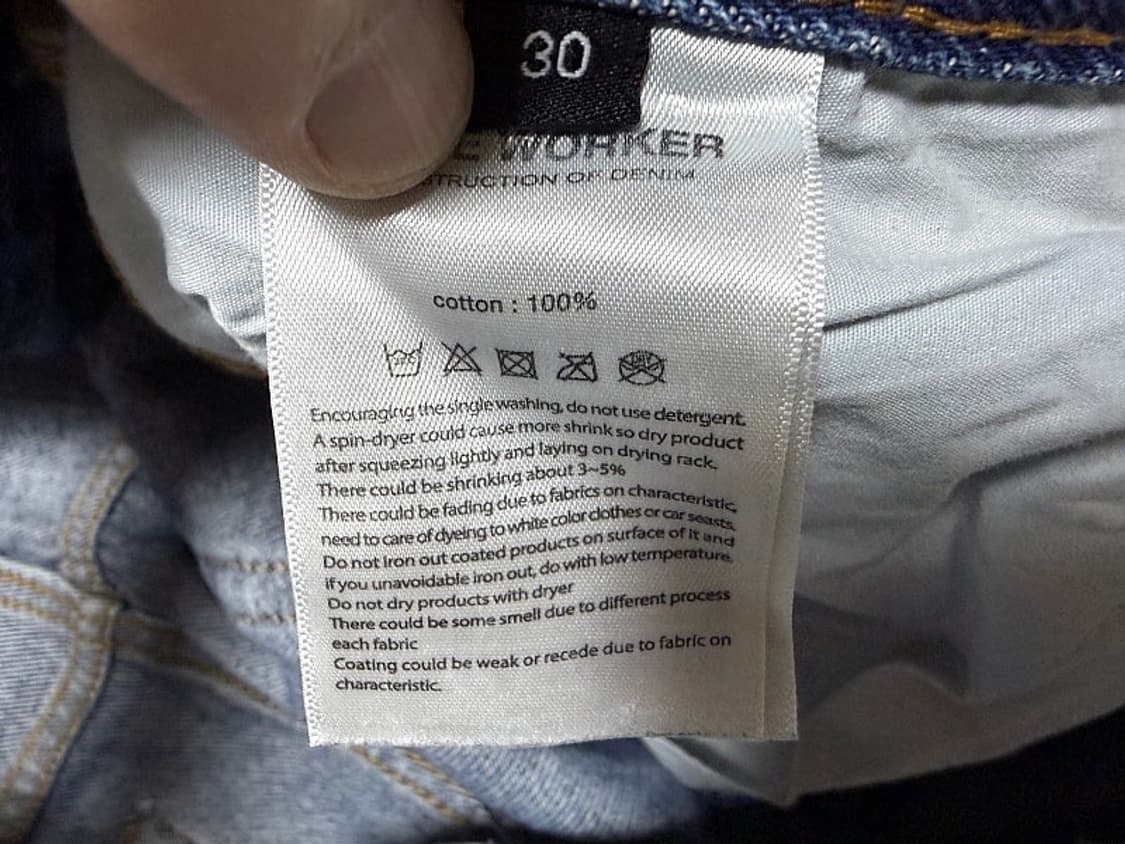 30
WORKER
TRUCTION OF DENIM
cotton : 100%
Encouraging the single washing, do not use detergent.
A spin-dryer could cause more shrink so dry product
after squeezing lightly and laying on drying rack.
There could be shrinking about 3~5%
There could be fading due to fabrics on characteristic,
need to care of dyeing to white color clothes or car seasts,
Do not iron out coated products on surface of it and
if you unavoidable iron out, do with low temperature.
Do not dry products with dryer
There could be some smell due to different process
each fabric
Coating could be weak or recede due to fabric on
characteristic.